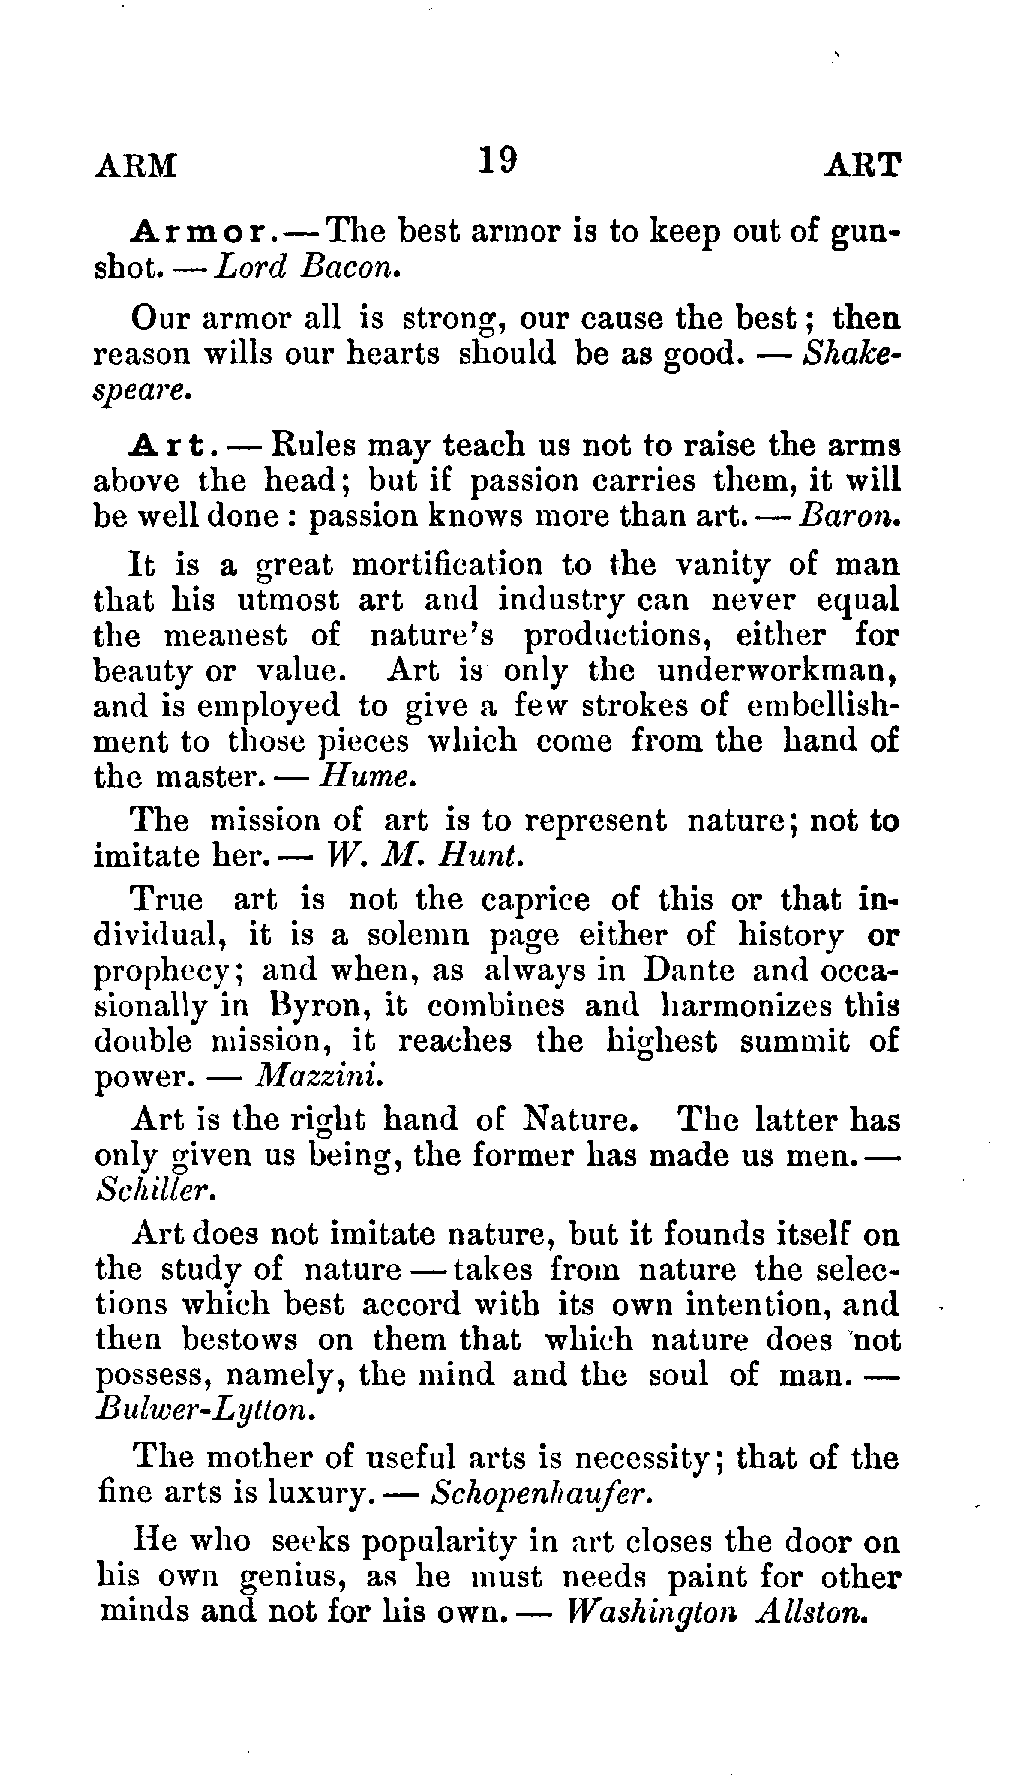 ARM 19 ART
Armor.—The best armor is to keep out of gun-
shot. — Lord Bacon.
Our armor all is strong, our cause the best; then
reason wills our hearts should be as good. — Shake-
speare.
Art. — Rules may teach us not to raise the arms
above the head; but if passion carries them, it will
be well done : passion knows more than art. — Baron.
It is a great mortification to the vanity of man
that his utmost art and industry can never equal
the meanest of nature's productions, either for
beauty or value. Art is only the underworkman,
and is employed to give a few strokes of embellish-
ment to those pieces which come from the hand of
the master. — Hume.
The mission of art is to represent nature; not to
imitate her. — W. M. Hunt.
True art is not the caprice of this or that in-
dividual, it is a solemn page either of history or
prophecy; and when, as always in Dante and occa-
sionally in Byron, it combines and harmonizes this
double mission, it reaches the highest summit of
power. — Mazzini.
Art is the right hand of Nature. The latter has
only given us being, the former has made us men. —
Schiller.
Art does not imitate nature, but it founds itself on
the study of nature — takes from nature the selec-
tions which best accord with its own intention, and
then bestows on them that which nature does not
possess, namely, the mind and the soul of man. —
Bulwer-Lytton.
The mother of useful arts is necessity; that of the
fine arts is luxury. — Schopenhaufer.
He who seeks popularity in art closes the door on
his own genius, as he must needs paint for other
minds and not for his own. — Washington Allston.